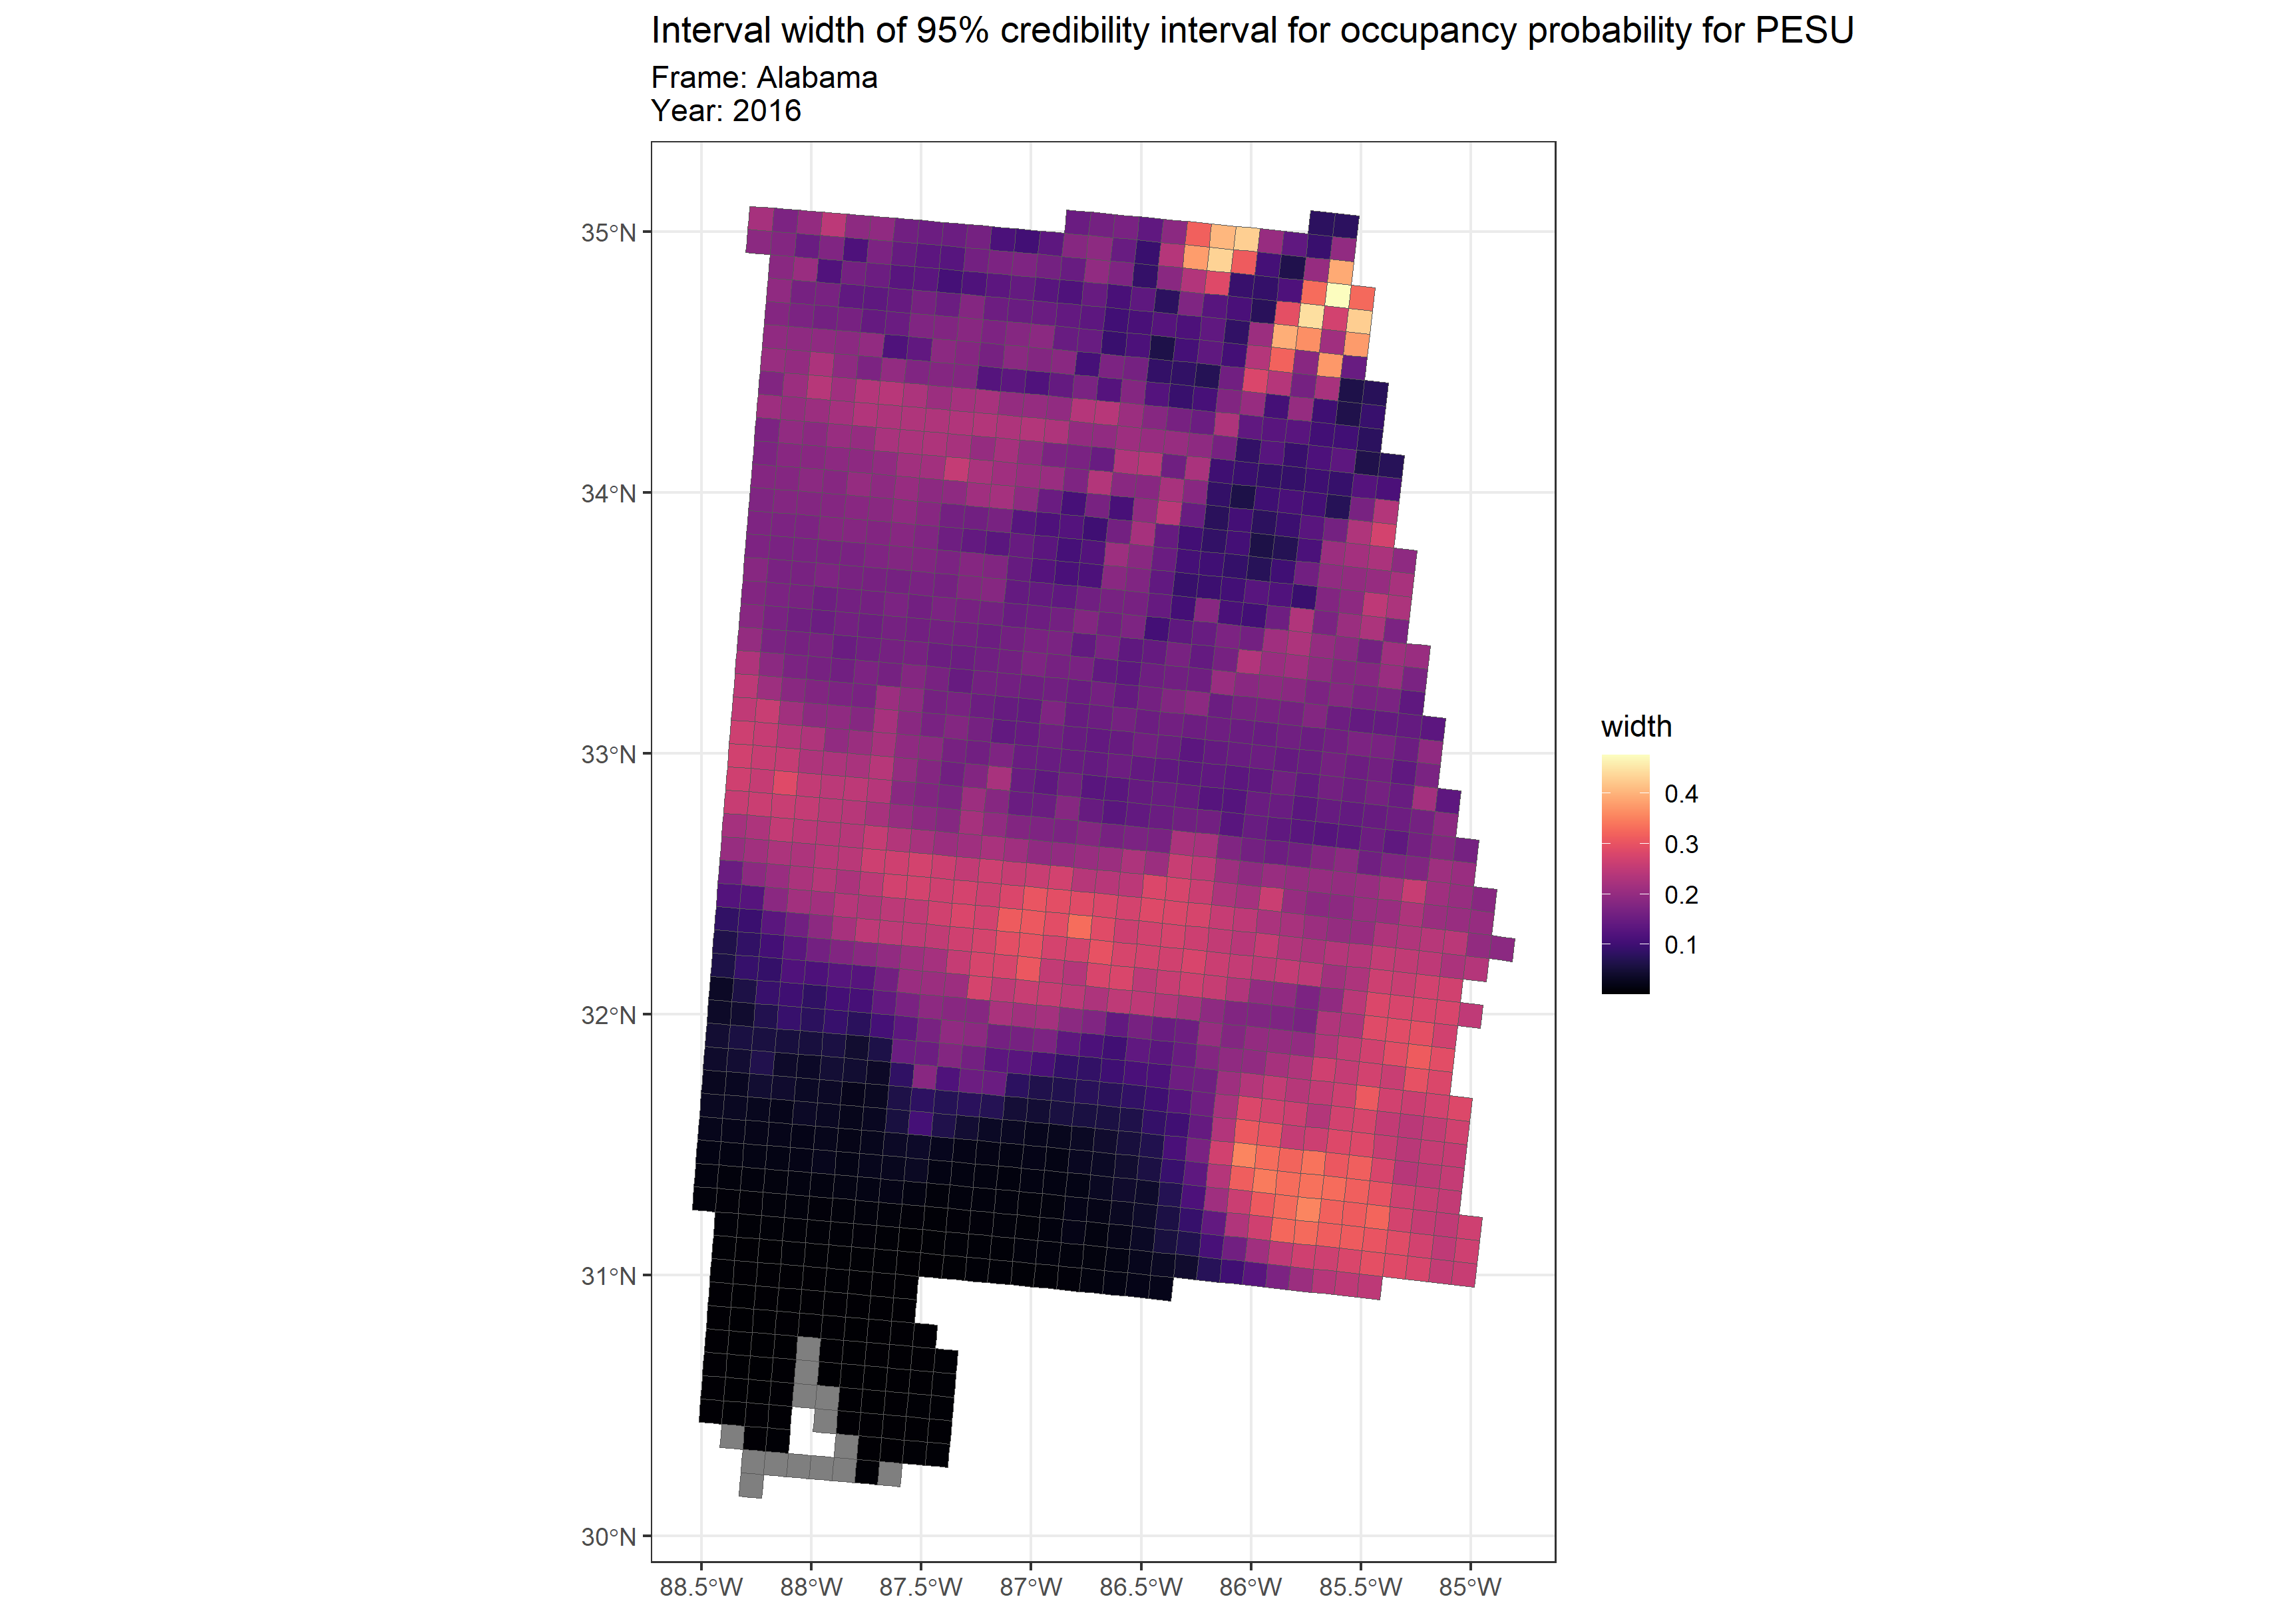 Interval width of 95% credibility interval for occupancy probability for PESU
Frame: Alabama
Year: 2016
35°N
34°N
33°N
32°N
31°N
30°N
88.5°W 88°W 87.5°W 87°W 86.5°W 86°W 85.5°W 85°W
width
0.4
0.3
0.2
0.1